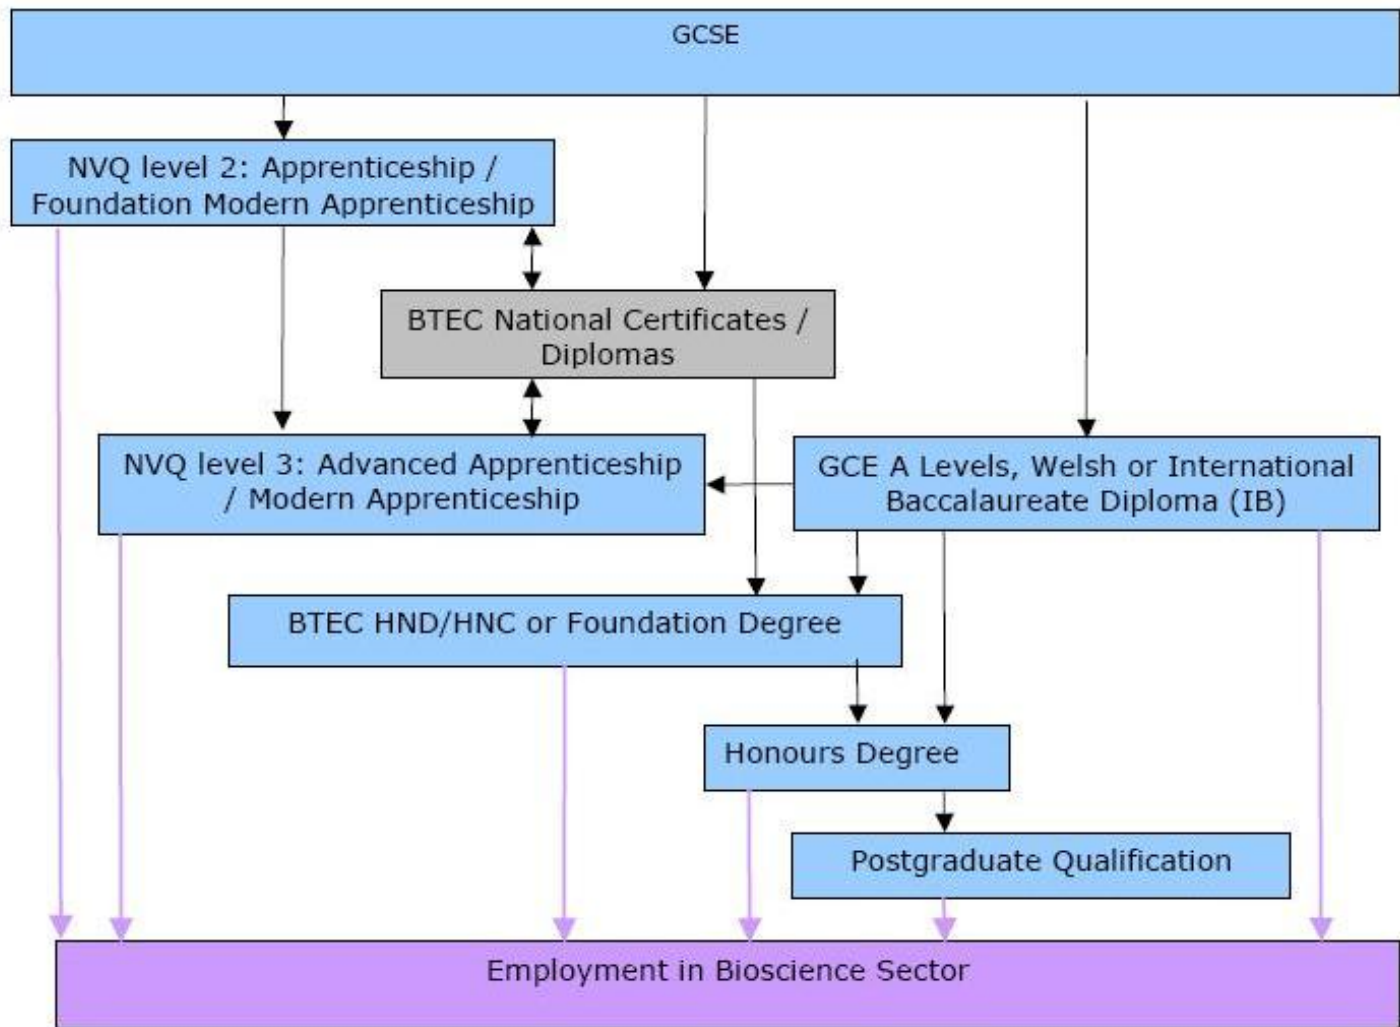 GCSE
NVQ level 2: Apprenticeship /
Foundation Modern Apprenticeship
BTEC National Certificates /
Diplomas
NVQ level 3: Advanced Apprenticeship
/ Modern Apprenticeship
GCE A Levels, Welsh or International
Baccalaureate Diploma (IB)
BTEC HND/HNC or Foundation Degree
Honours Degree
Postgraduate Qualification
Employment in Bioscience Sector